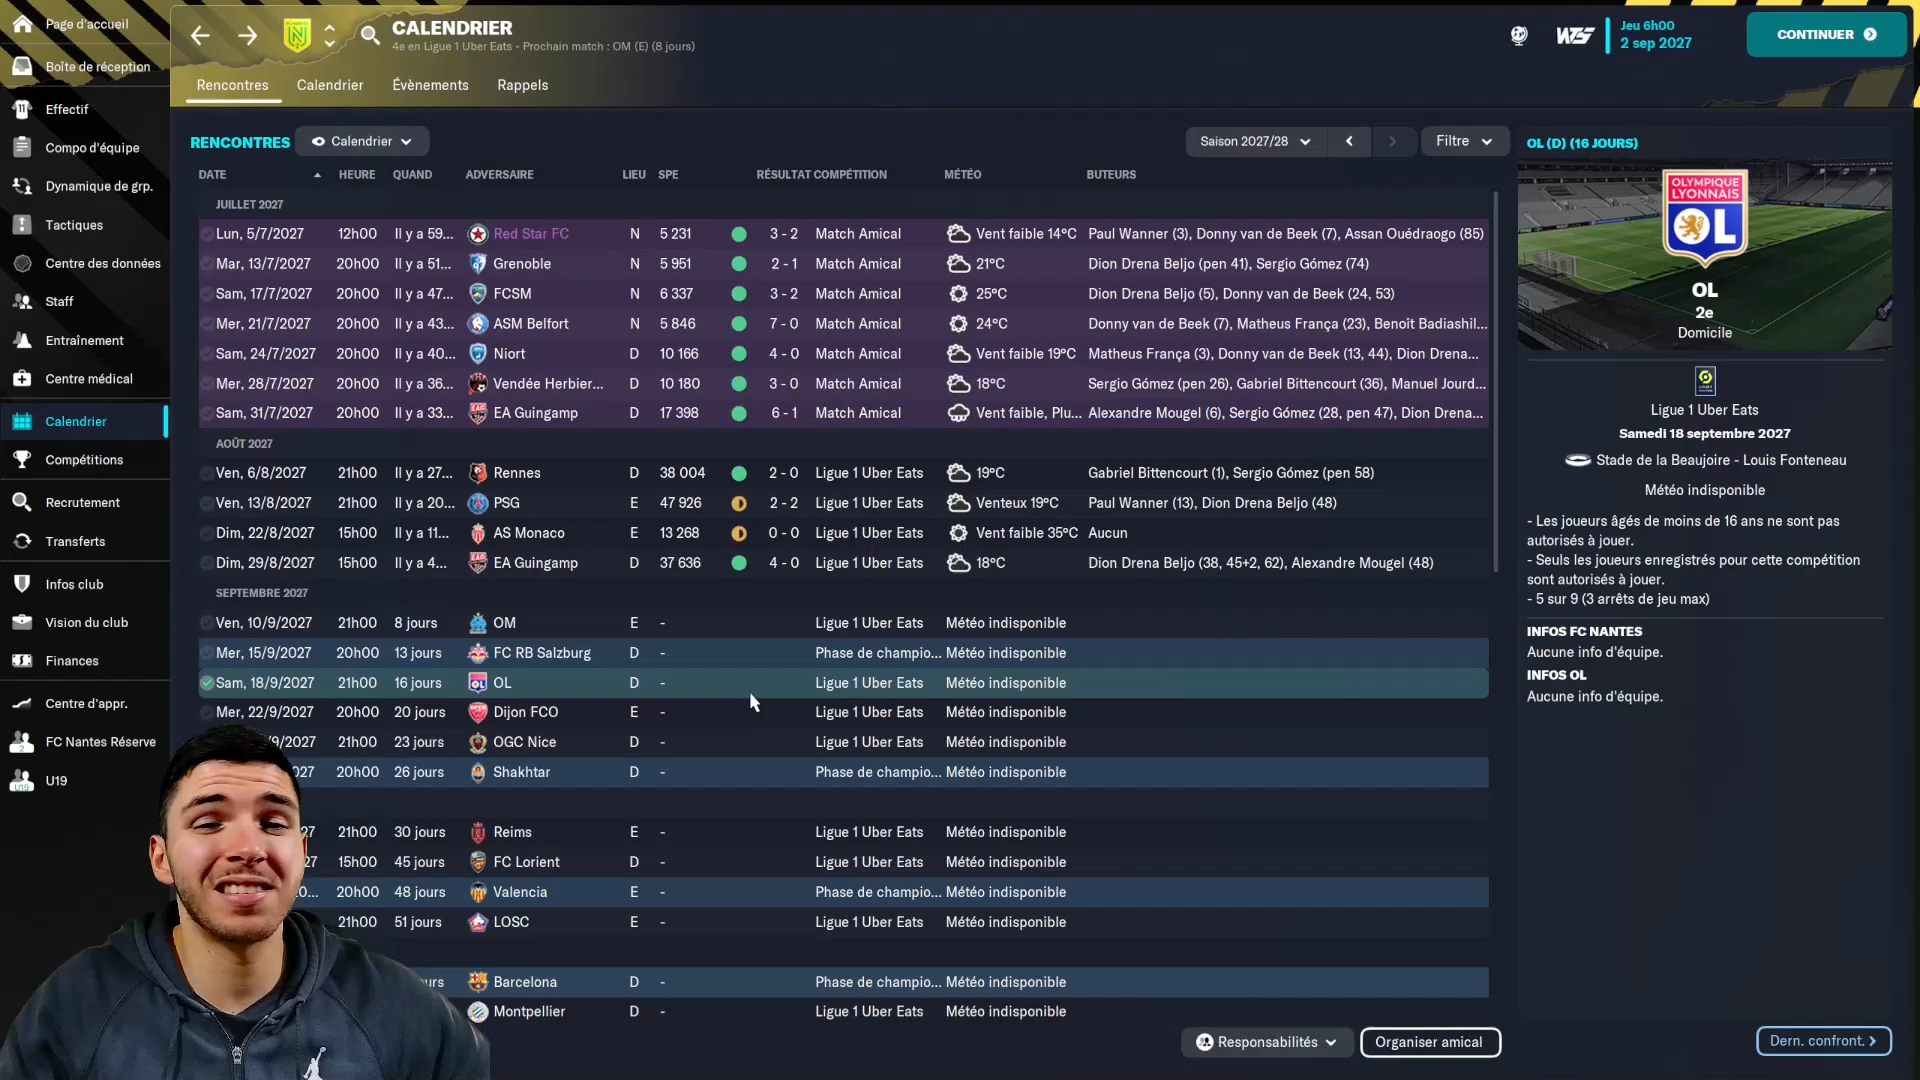 Page d'accueil
Boîte de réception
Effectif
Compo d'équipe
Dynamique de grp.
Tactiques
Centre des données
Staff
Entraînement
Centre médical
Calendrier
Compétitions
Recrutement
Transferts
Infos club
Vision du club
Finances
Centre d'appr.
FC Nantes Réserve
U19
CALENDRIER
4e en Ligue 1 Uber Eats - Prochain match : OM (E) (8 jours)
Jeu 6h00
2 sep 2027
CONTINUER
Rencontres Calendrier Évènements Rappels
RENCONTRES Calendrier Saison 2027/28 Filtre
DATE HEURE QUAND ADVERSAIRE LIEU SPE RÉSULTAT COMPÉTITION MÉTÉO BUTEURS
JUILLET 2027
Lun, 5/7/2027 12h00 Il y a 59... Red Star FC N 5 231 3 - 2 Match Amical Vent faible 14°C Paul Wanner (3), Donny van de Beek (7), Assan Ouédraogo (85)
Mar, 13/7/2027 20h00 Il y a 51... Grenoble N 5 951 2 - 1 Match Amical 21°C Dion Drena Beljo (pen 41), Sergio Gómez (74)
Sam, 17/7/2027 20h00 Il y a 47... FCSM N 6 337 3 - 2 Match Amical 25°C Dion Drena Beljo (5), Donny van de Beek (24, 53)
Mer, 21/7/2027 20h00 Il y a 43... ASM Belfort N 5 846 7 - 0 Match Amical 24°C Donny van de Beek (7), Matheus França (23), Benoît Badiashil...
Sam, 24/7/2027 20h00 Il y a 40... Niort D 10 166 4 - 0 Match Amical Vent faible 19°C Matheus França (3), Donny van de Beek (13, 44), Dion Drena...
Mer, 28/7/2027 20h00 Il y a 36... Vendée Herbier... D 10 180 3 - 0 Match Amical 18°C Sergio Gómez (pen 26), Gabriel Bittencourt (36), Manuel Jourd...
Sam, 31/7/2027 20h00 Il y a 33... EA Guingamp D 17 398 6 - 1 Match Amical Vent faible, Plu... Alexandre Mougel (6), Sergio Gómez (28, pen 47), Dion Drena...
AOÛT 2027
Ven, 6/8/2027 21h00 Il y a 27... Rennes D 38 004 2 - 0 Ligue 1 Uber Eats 19°C Gabriel Bittencourt (1), Sergio Gómez (pen 58)
Ven, 13/8/2027 21h00 Il y a 20... PSG E 47 926 2 - 2 Ligue 1 Uber Eats Venteux 19°C Paul Wanner (13), Dion Drena Beljo (48)
Dim, 22/8/2027 15h00 Il y a 11... AS Monaco E 13 268 0 - 0 Ligue 1 Uber Eats Vent faible 35°C Aucun
Dim, 29/8/2027 15h00 Il y a 4... EA Guingamp D 37 636 4 - 0 Ligue 1 Uber Eats 18°C Dion Drena Beljo (38, 45+2, 62), Alexandre Mougel (48)
SEPTEMBRE 2027
Ven, 10/9/2027 21h00 8 jours OM E - Ligue 1 Uber Eats Météo indisponible
Mer, 15/9/2027 20h00 13 jours FC RB Salzburg D - Phase de champio... Météo indisponible
Sam, 18/9/2027 21h00 16 jours OL D - Ligue 1 Uber Eats Météo indisponible
Mer, 22/9/2027 20h00 20 jours Dijon FCO E - Ligue 1 Uber Eats Météo indisponible
/9/2027 21h00 23 jours OGC Nice D - Ligue 1 Uber Eats Météo indisponible
027 20h00 26 jours Shakhtar D - Phase de champio... Météo indisponible
27 21h00 30 jours Reims E - Ligue 1 Uber Eats Météo indisponible
27 15h00 45 jours FC Lorient D - Ligue 1 Uber Eats Météo indisponible
0... 20h00 48 jours Valencia E - Phase de champio... Météo indisponible
21h00 51 jours LOSC E - Ligue 1 Uber Eats Météo indisponible
urs Barcelona D - Phase de champio... Météo indisponible
Montpellier D - Ligue 1 Uber Eats Météo indisponible
Responsabilités Organiser amical
OL (D) (16 JOURS)
OLYMPIQUE
LYONNAIS
OL
OL
2e
Domicile
Ligue 1 Uber Eats
Samedi 18 septembre 2027
Stade de la Beaujoire - Louis Fonteneau
Météo indisponible
- Les joueurs âgés de moins de 16 ans ne sont pas
autorisés à jouer.
- Seuls les joueurs enregistrés pour cette compétition
sont autorisés à jouer.
- 5 sur 9 (3 arrêts de jeu max)
INFOS FC NANTES
Aucune info d'équipe.
INFOS OL
Aucune info d'équipe.
Dern. confront.